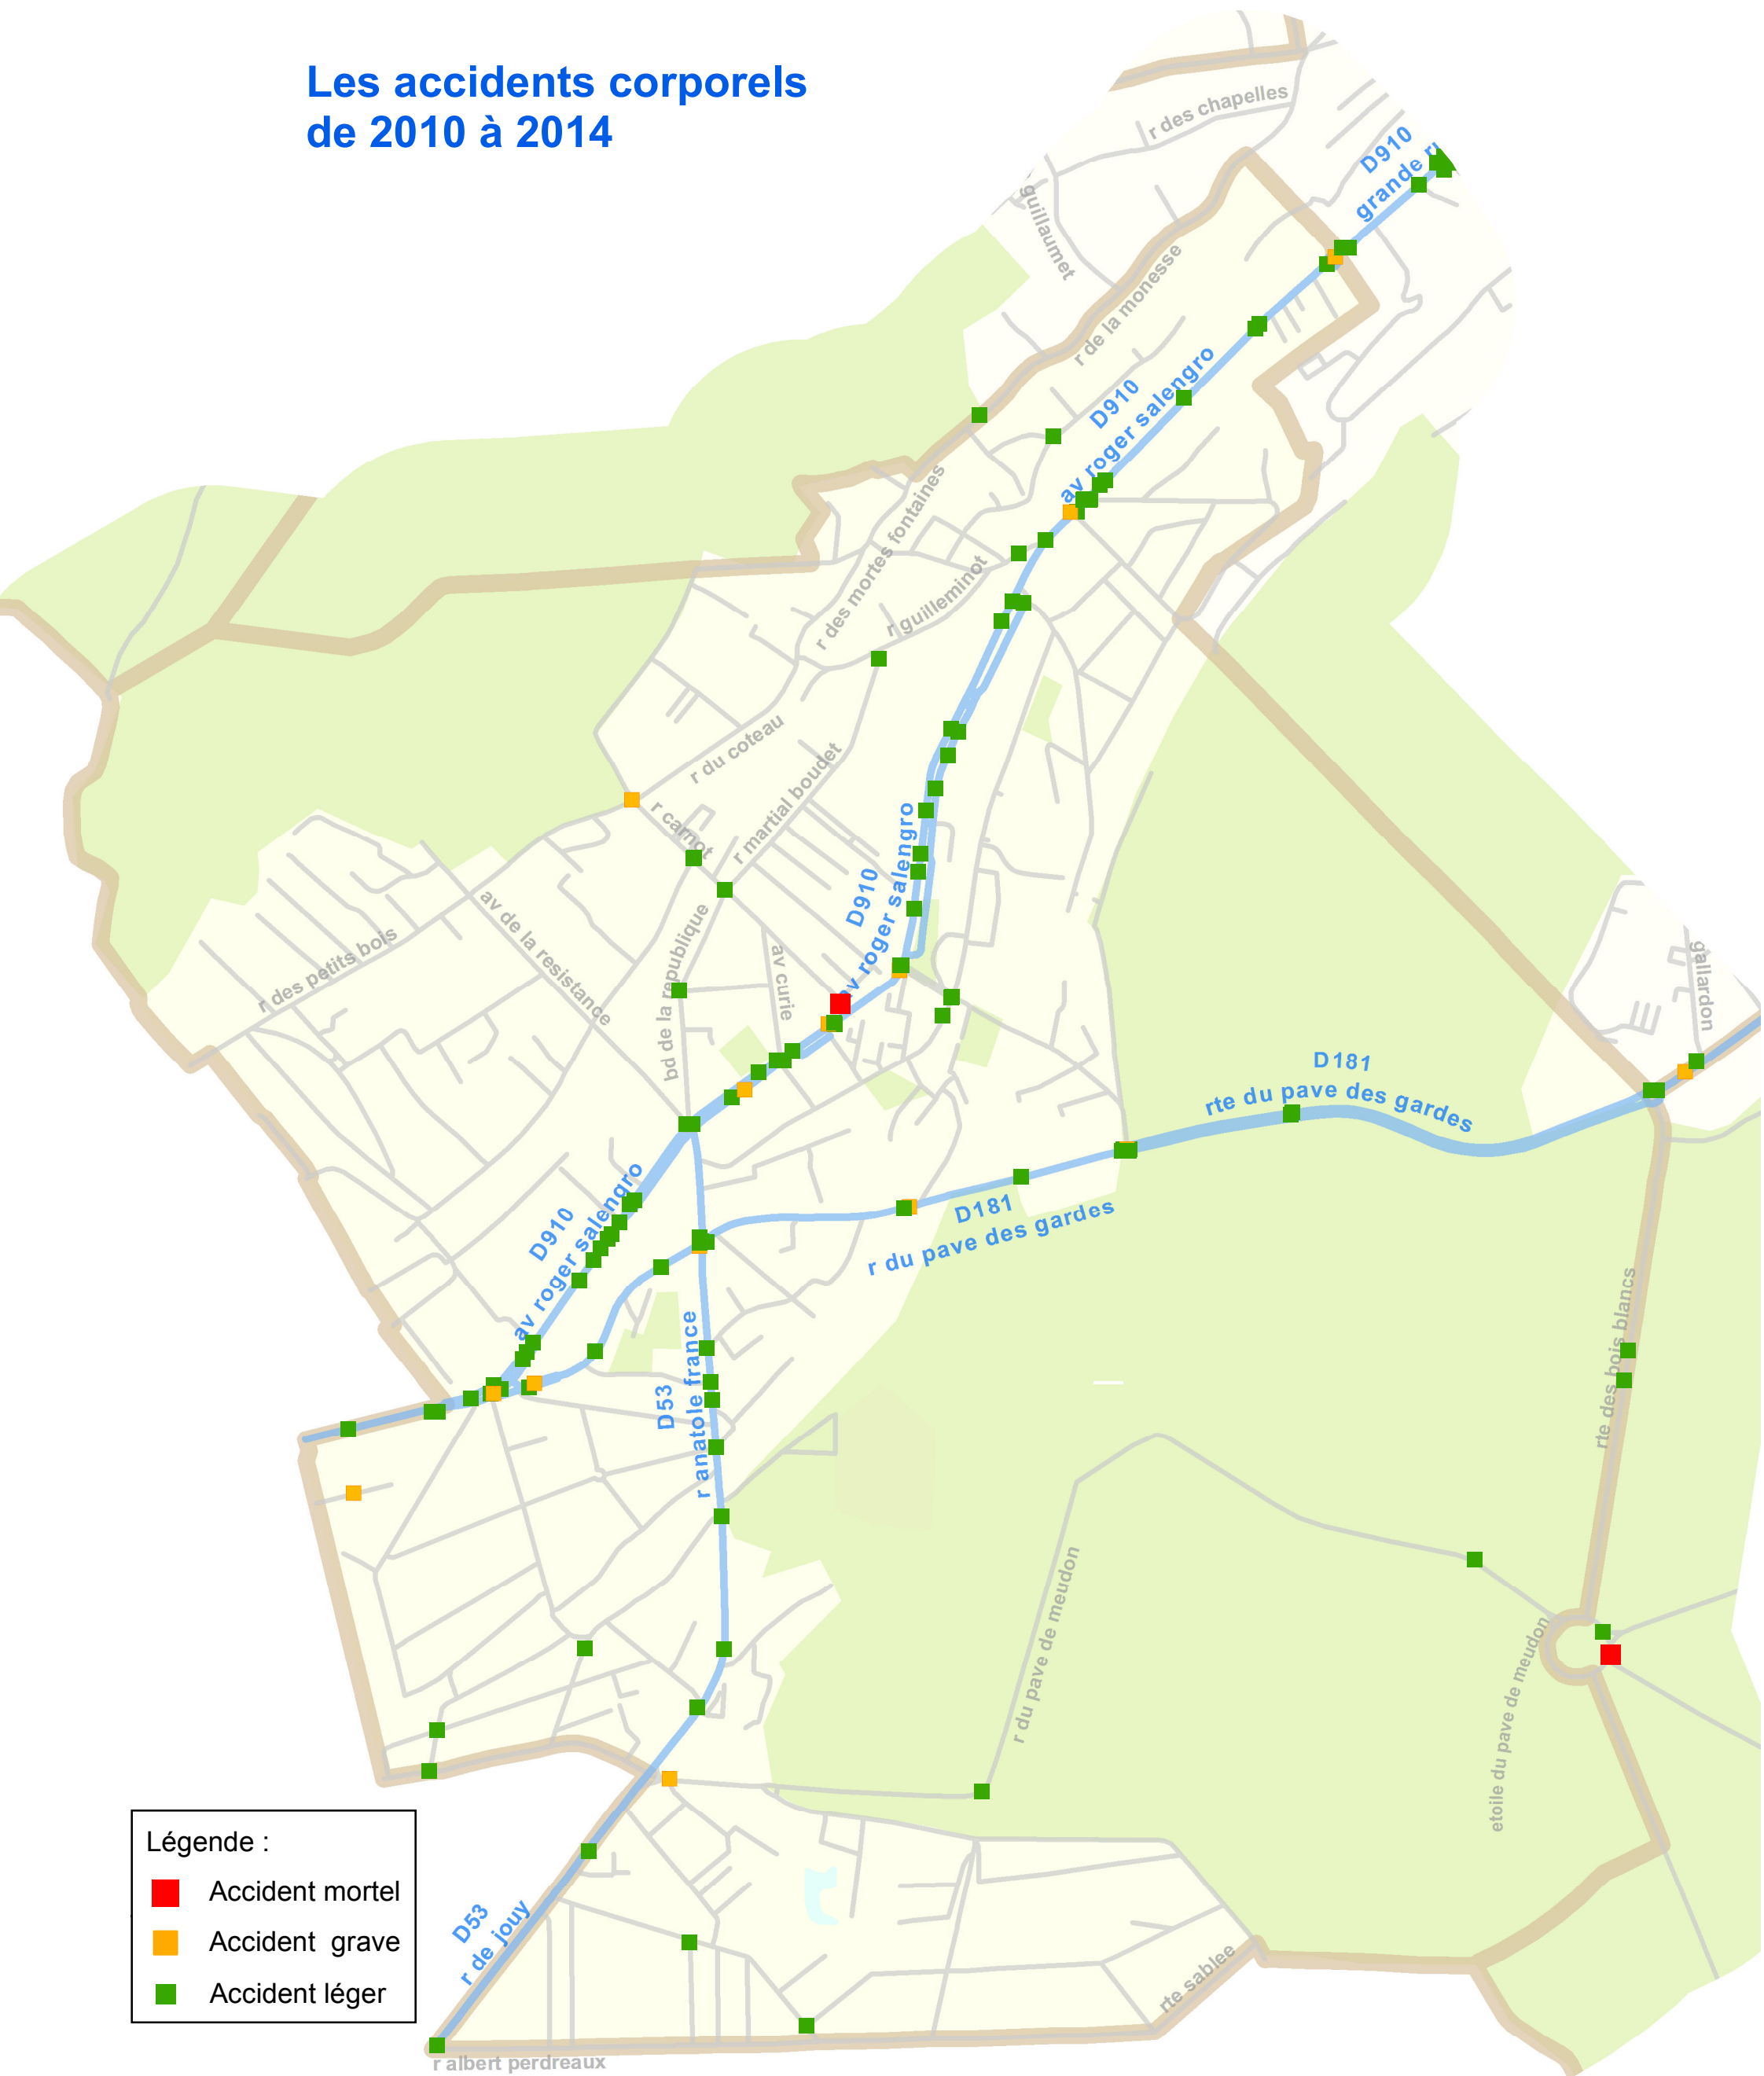 Les accidents corporels
de 2010 à 2014
r des chapelles
D910
guillaumet
r de la monesse
D910
av roger salengro
r des mortes fontaines
r guilleminot
r du coteau
r carnot
r martial boudet
D910
av roger salengro
av de la resistance
r des petits bois
bd de la republique
av curie
gallardon
D181
rte du pave des gardes
D181
r du pave des gardes
D910
av roger salengro
D53
r anatole france
rte des bois blancs
r du pave de meudon
etoile du pave de meudon
D53
r de jouy
rte sablee
r albert perdreaux
Légende :
Accident mortel
Accident grave
Accident léger